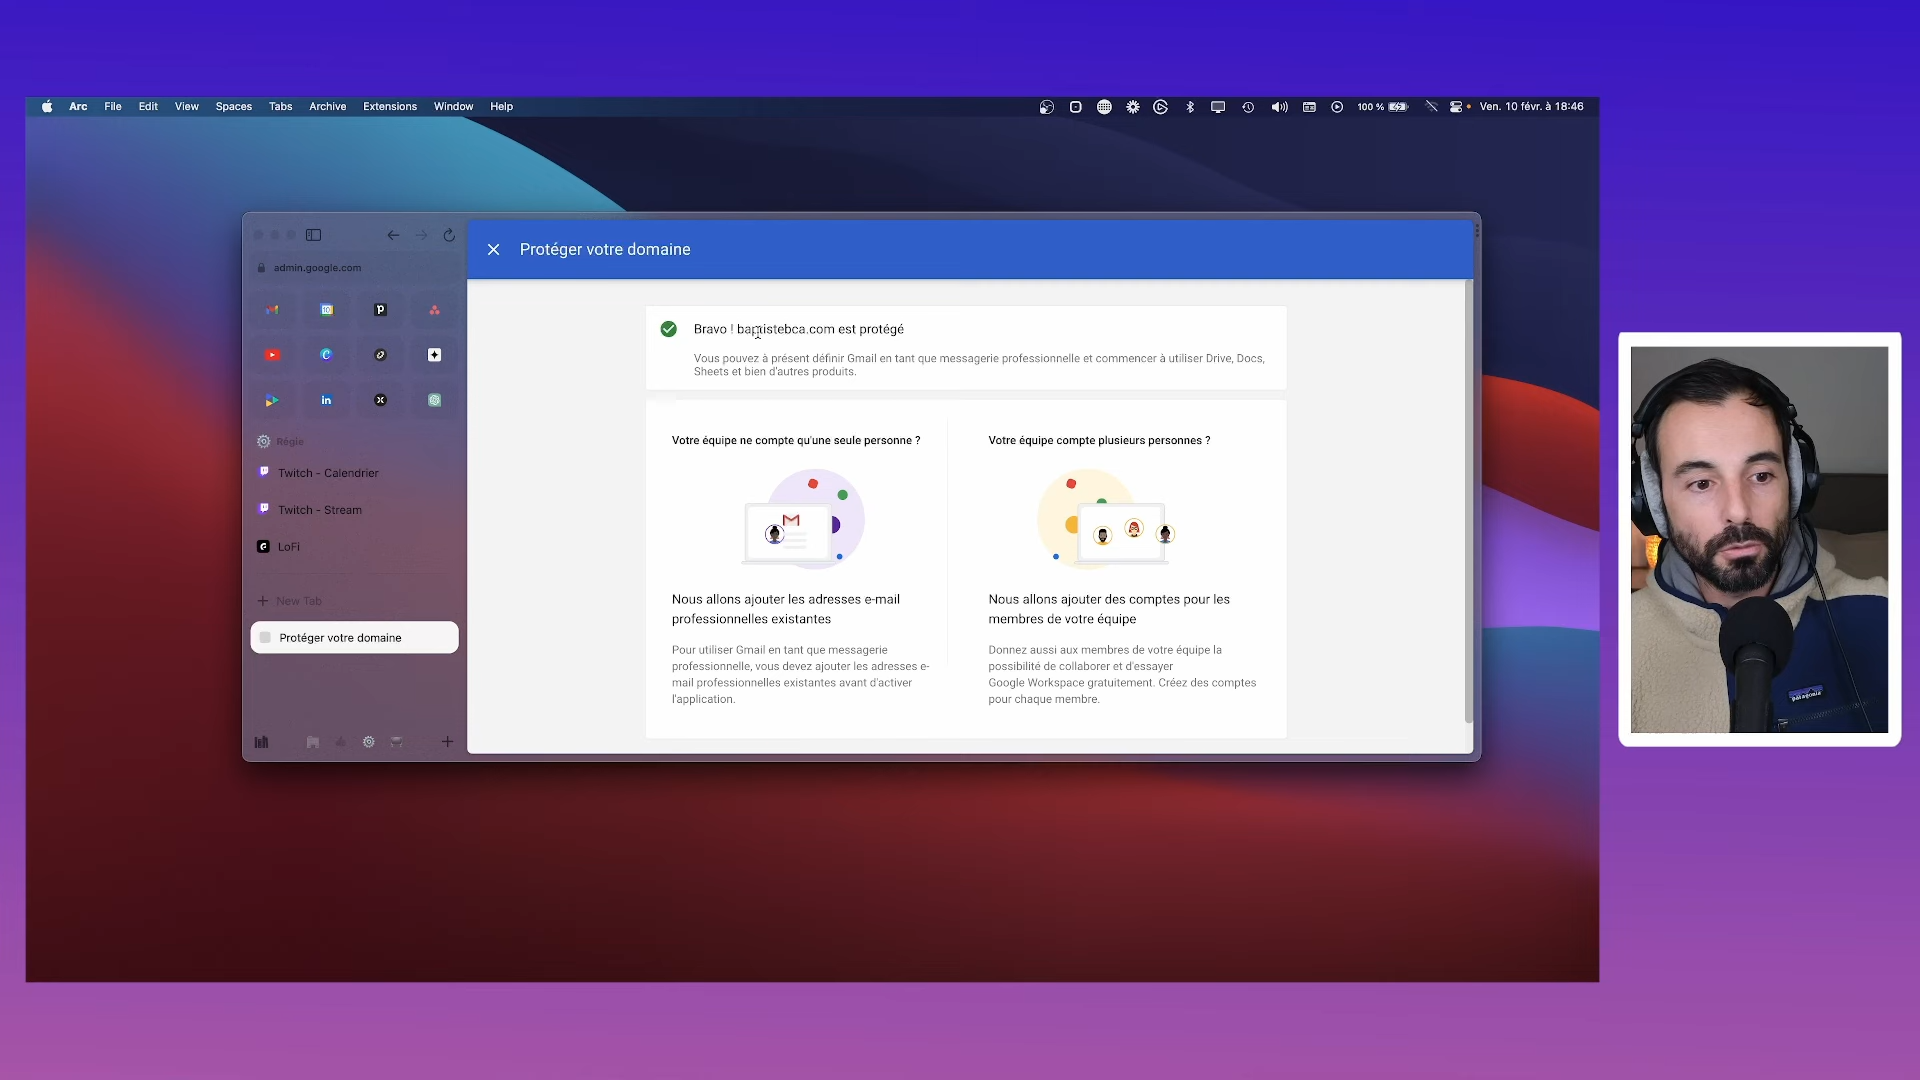 Arc File Edit View Spaces Tabs Archive Extensions Window Help
100 % Ven. 10 févr. à 18:46
Protéger votre domaine
admin.google.com
Bravo ! baptistebca.com est protégé
Vous pouvez à présent définir Gmail en tant que messagerie professionnelle et commencer à utiliser Drive, Docs,
Sheets et bien d'autres produits.
Régie
Twitch - Calendrier
Twitch - Stream
LoFi
New Tab
Protéger votre domaine
Votre équipe ne compte qu'une seule personne ?
Nous allons ajouter les adresses e-mail
professionnelles existantes
Pour utiliser Gmail en tant que messagerie
professionnelle, vous devez ajouter les adresses e-
mail professionnelles existantes avant d'activer
l'application.
Votre équipe compte plusieurs personnes ?
Nous allons ajouter des comptes pour les
membres de votre équipe
Donnez aussi aux membres de votre équipe la
possibilité de collaborer et d'essayer
Google Workspace gratuitement. Créez des comptes
pour chaque membre.
patagonia